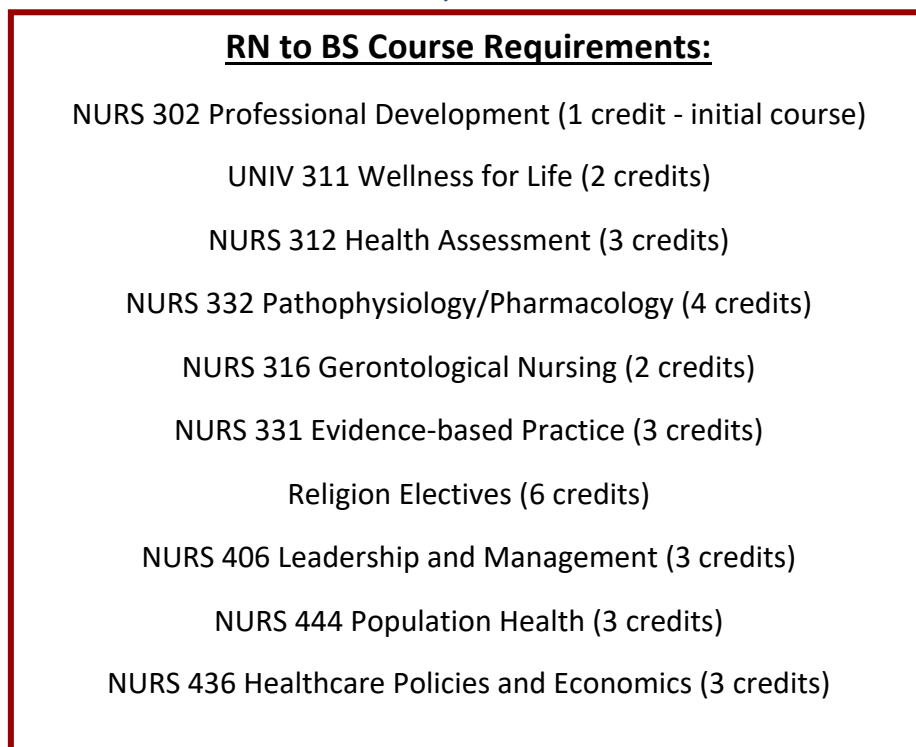 RN to BS Course Requirements:
NURS 302 Professional Development (1 credit - initial course)
UNIV 311 Wellness for Life (2 credits)
NURS 312 Health Assessment (3 credits)
NURS 332 Pathophysiology/Pharmacology (4 credits)
NURS 316 Gerontological Nursing (2 credits)
NURS 331 Evidence-based Practice (3 credits)
Religion Electives (6 credits)
NURS 406 Leadership and Management (3 credits)
NURS 444 Population Health (3 credits)
NURS 436 Healthcare Policies and Economics (3 credits)